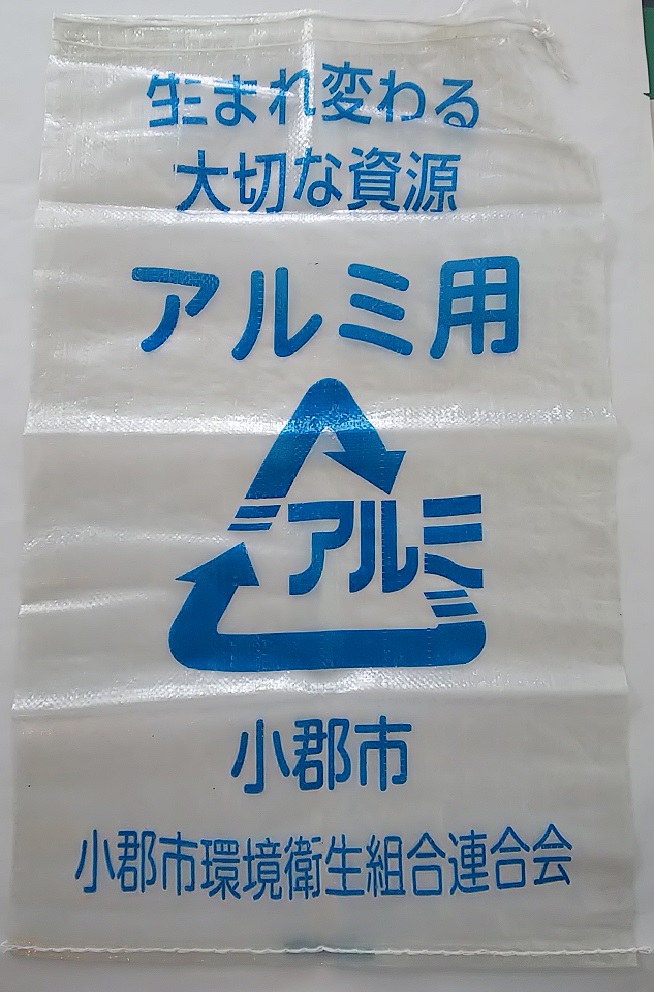 生まれ変わる
大切な資源
アルミ用
アルミ
小郡市
小郡市環境衛生組合連合会